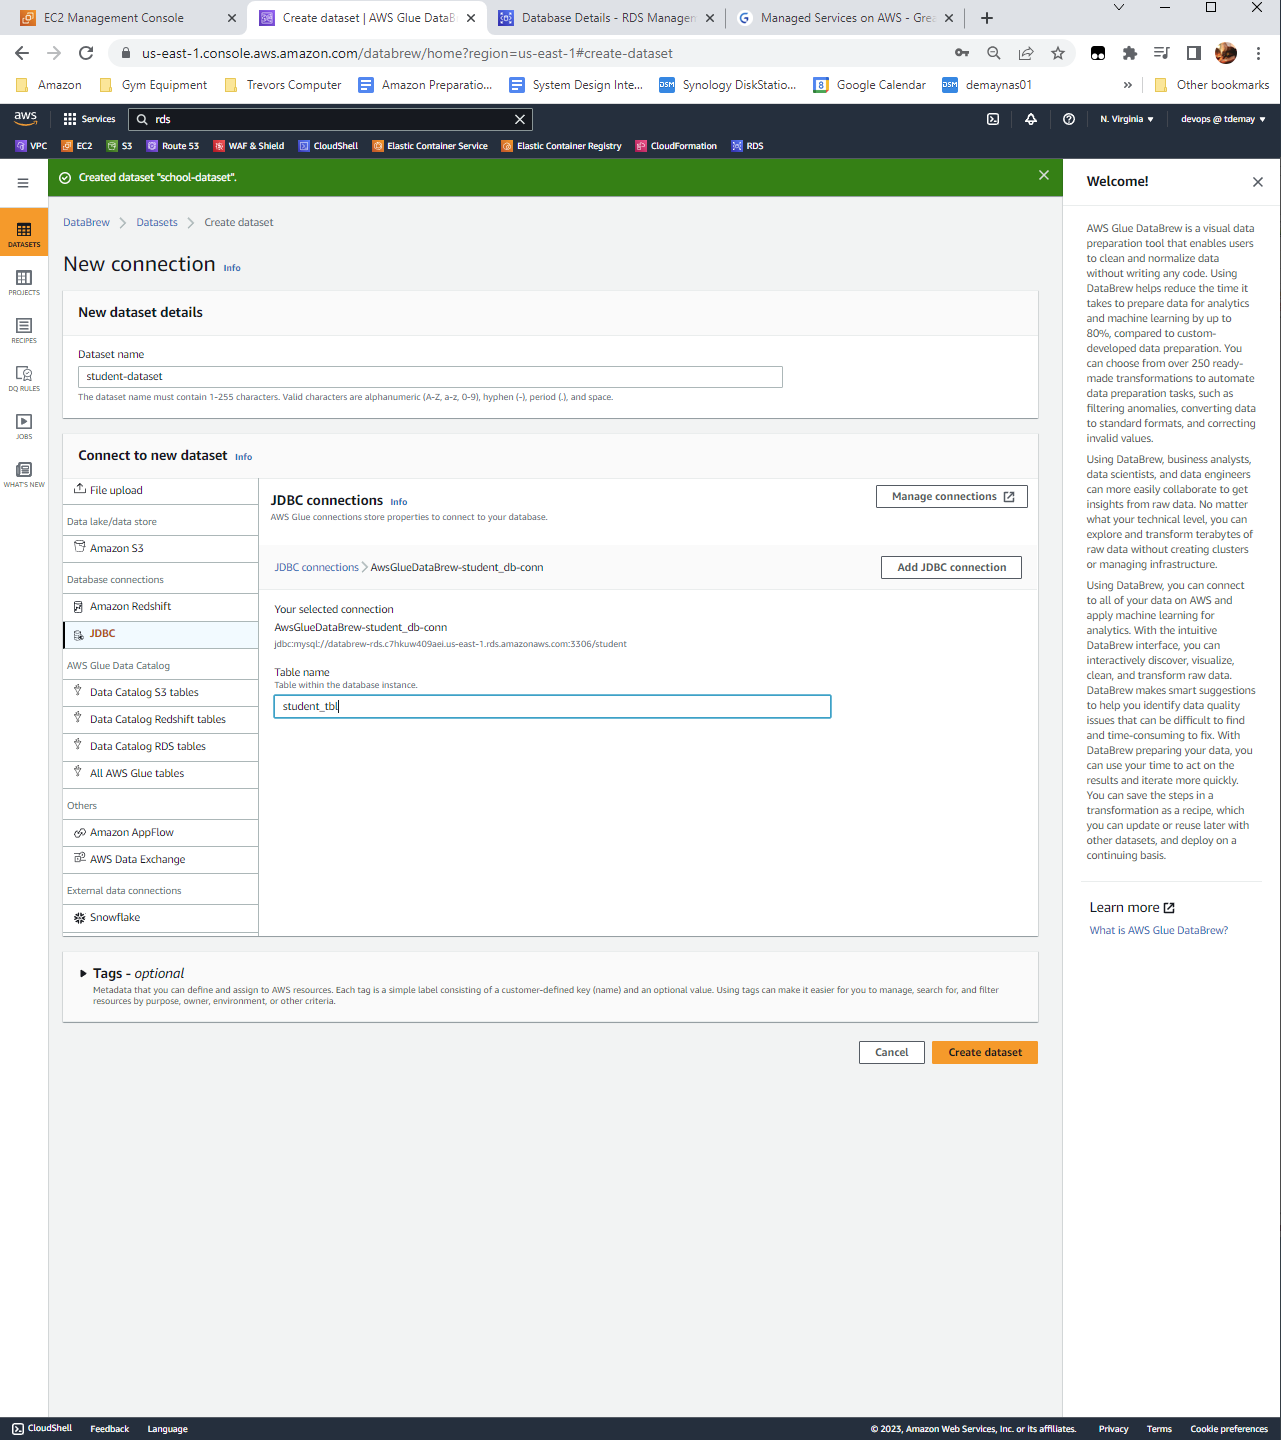 EC2 Management Console
Create dataset | AWS Glue DataB
Database Details - RDS Manage
Managed Services on AWS - Grea
us-east-1.console.aws.amazon.com/databrew/home?region=us-east-1#create-dataset
Amazon
Gym Equipment
Trevors Computer
Amazon Preparatio...
System Design Inte...
DSM
Synology DiskStatio...
8
Google Calendar
DSM
demaynas01
»
Other bookmarks
aws
Services
rds
N. Virginia
devops @ tdemay
VPC
EC2
S3
Route 53
WAF & Shield
CloudShell
Elastic Container Service
Elastic Container Registry
CloudFormation
RDS
Created dataset "school-dataset".
DATASETS
PROJECTS
RECIPES
DQ RULES
JOBS
WHAT'S NEW
DataBrew
Datasets
Create dataset
New connection Info
New dataset details
Dataset name
student-dataset
The dataset name must contain 1-255 characters. Valid characters are alphanumeric (A-Z, a-z, 0-9), hyphen (-), period (.), and space.
Connect to new dataset Info
File upload
Data lake/data store
Amazon S3
Database connections
Amazon Redshift
JDBC
AWS Glue Data Catalog
Data Catalog S3 tables
Data Catalog Redshift tables
Data Catalog RDS tables
All AWS Glue tables
Others
Amazon AppFlow
AWS Data Exchange
External data connections
Snowflake
JDBC connections Info
AWS Glue connections store properties to connect to your database.
Manage connections
JDBC connections
AwsGlueDataBrew-student_db-conn
Add JDBC connection
Your selected connection
AwsGlueDataBrew-student_db-conn
jdbc:mysql://databrew-rds.c7hkuw409aei.us-east-1.rds.amazonaws.com:3306/student
Table name
Table within the database instance.
student_tbl
Tags - optional
Metadata that you can define and assign to AWS resources. Each tag is a simple label consisting of a customer-defined key (name) and an optional value. Using tags can make it easier for you to manage, search for, and filter
resources by purpose, owner, environment, or other criteria.
Cancel
Create dataset
Welcome!
AWS Glue DataBrew is a visual data
preparation tool that enables users
to clean and normalize data
without writing any code. Using
DataBrew helps reduce the time it
takes to prepare data for analytics
and machine learning by up to
80%, compared to custom-
developed data preparation. You
can choose from over 250 ready-
made transformations to automate
data preparation tasks, such as
filtering anomalies, converting data
to standard formats, and correcting
invalid values.
Using DataBrew, business analysts,
data scientists, and data engineers
can more easily collaborate to get
insights from raw data. No matter
what your technical level, you can
explore and transform terabytes of
raw data without creating clusters
or managing infrastructure.
Using DataBrew, you can connect
to all of your data on AWS and
apply machine learning for
analytics. With the intuitive
DataBrew interface, you can
interactively discover, visualize,
clean, and transform raw data.
DataBrew makes smart suggestions
to help you identify data quality
issues that can be difficult to find
and time-consuming to fix. With
DataBrew preparing your data, you
can use your time to act on the
results and iterate more quickly.
You can save the steps in a
transformation as a recipe, which
you can update or reuse later with
other datasets, and deploy on a
continuing basis.
Learn more
What is AWS Glue DataBrew?
CloudShell
Feedback
Language
© 2023, Amazon Web Services, Inc. or its affiliates.
Privacy
Terms
Cookie preferences